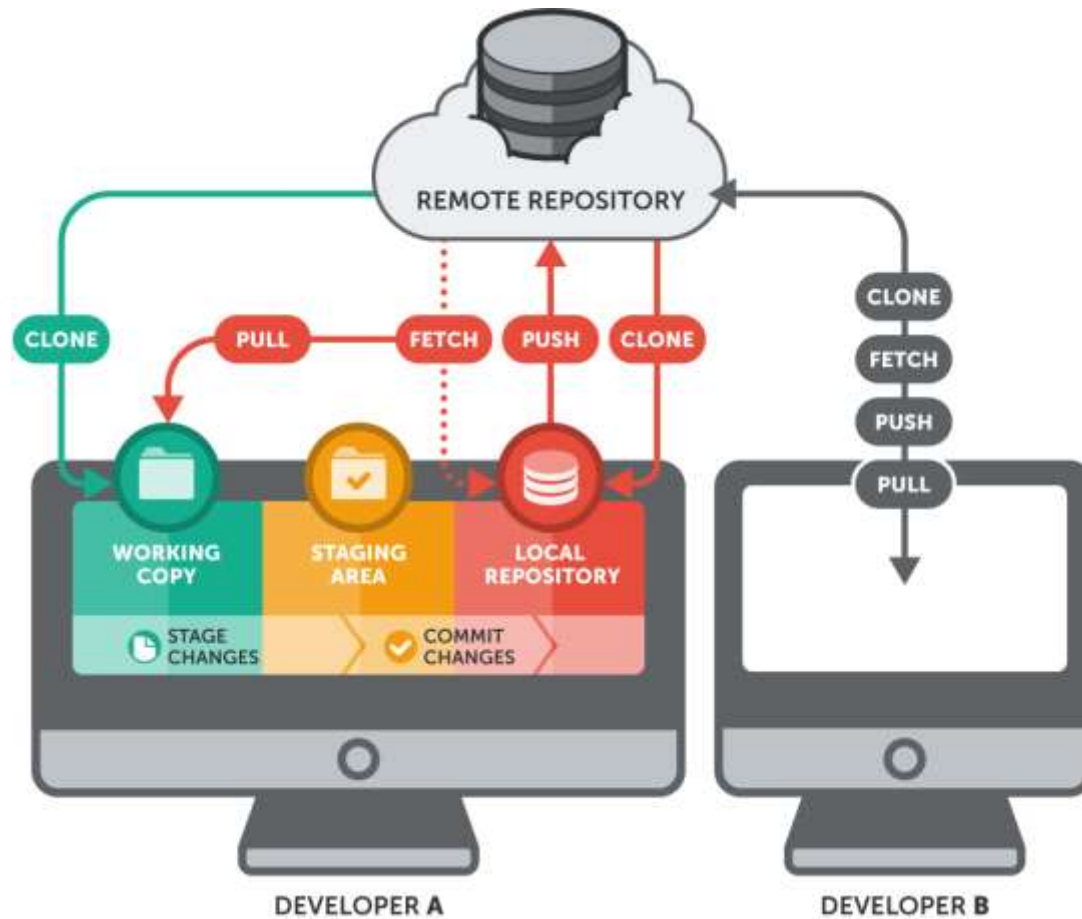 REMOTE REPOSITORY
CLONE
PULL
FETCH
PUSH
CLONE
CLONE
FETCH
PUSH
PULL
WORKING
COPY
STAGING
AREA
LOCAL
REPOSITORY
STAGE
CHANGES
COMMIT
CHANGES
DEVELOPER A
DEVELOPER B